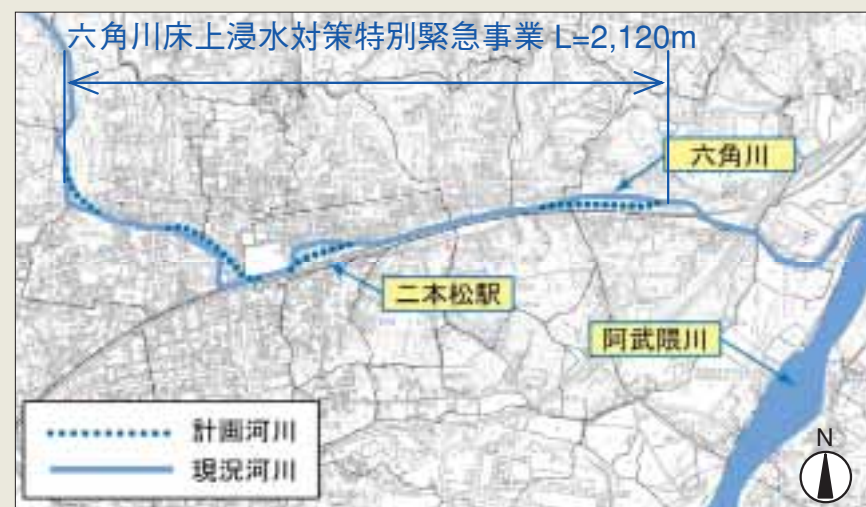 六角川床上浸水対策特別緊急事業 L=2,120m
六角川
二本松駅
阿武隈川
計画河川
現況河川
N